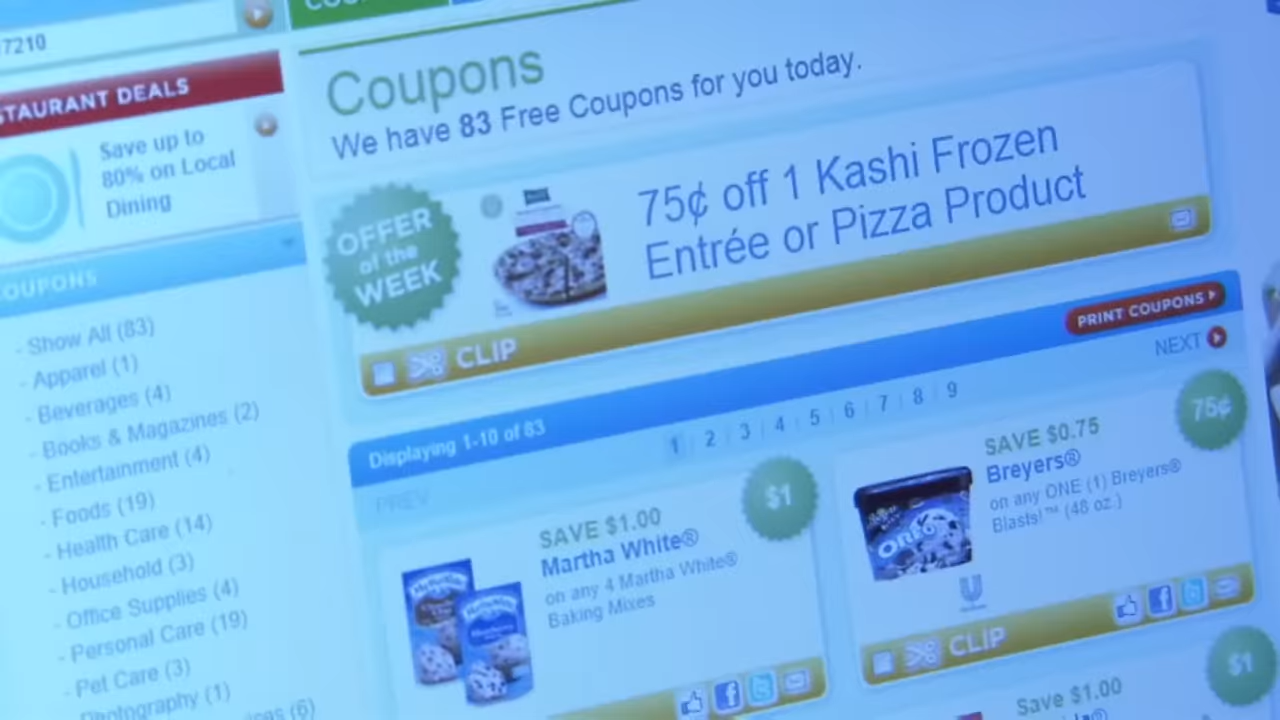 7210
STAURANT DEALS
Save up to
80% on Local
Dining
OUPONS
- Show All (83)
- Apparel (1)
- Beverages (4)
- Books & Magazines (2)
- Entertainment (4)
- Foods (19)
- Health Care (14)
- Household (3)
- Office Supplies (4)
- Personal Care (19)
- Pet Care (3)
- Photography (1)
ices (6)
Coupons
We have 83 Free Coupons for you today.
OFFER
of the
WEEK
75¢ off 1 Kashi Frozen
Entrée or Pizza Product
CLIP
PRINT COUPONS
NEXT
Displaying 1-10 of 83
1 | 2 | 3 | 4 | 5 | 6 | 7 | 8 | 9
PREV
SAVE $1.00
$1
Martha White®
on any 4 Martha White®
Baking Mixes
SAVE $0.75
75¢
Breyers®
on any ONE (1) Breyers®
Blasts!™ (48 oz.)
OREO
CLIP
Save $1.00
$1